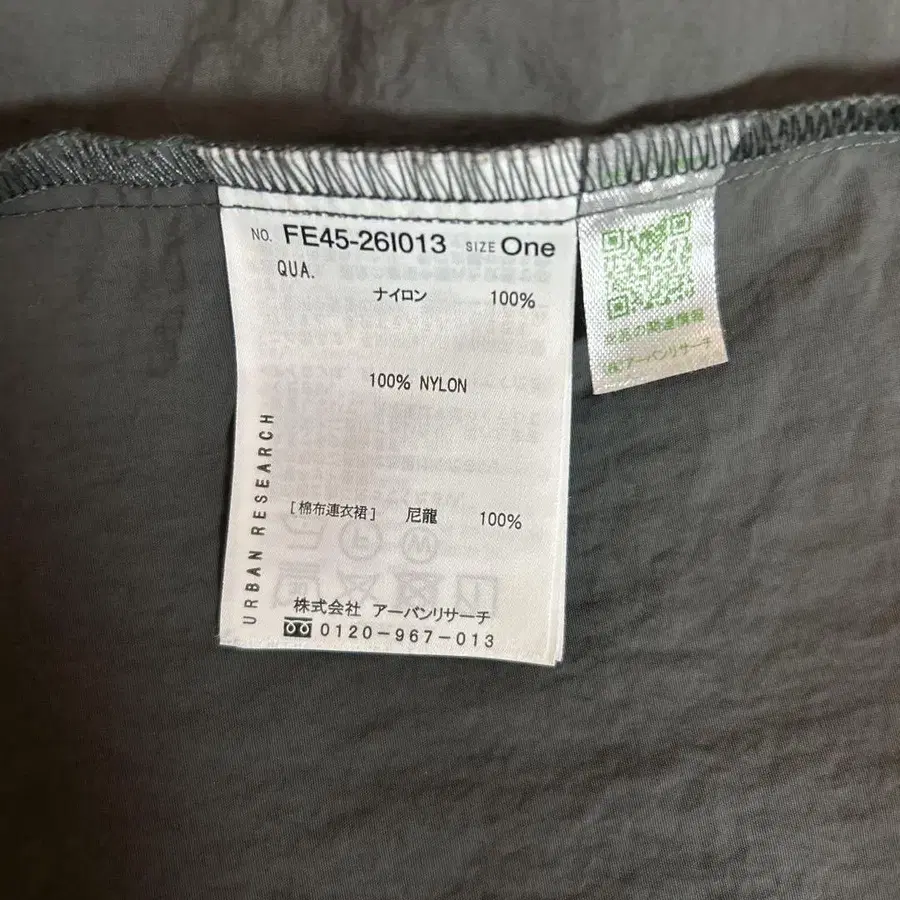 NO. FE45-26I013 SIZE One
QUA.
ナイロン 100%
100% NYLON
[棉布連衣裙] 尼龍 100%
URBAN RESEARCH
株式会社 アーバンリサーチ
0120-967-013
本品の関連情報
(株)アーバンリサーチ